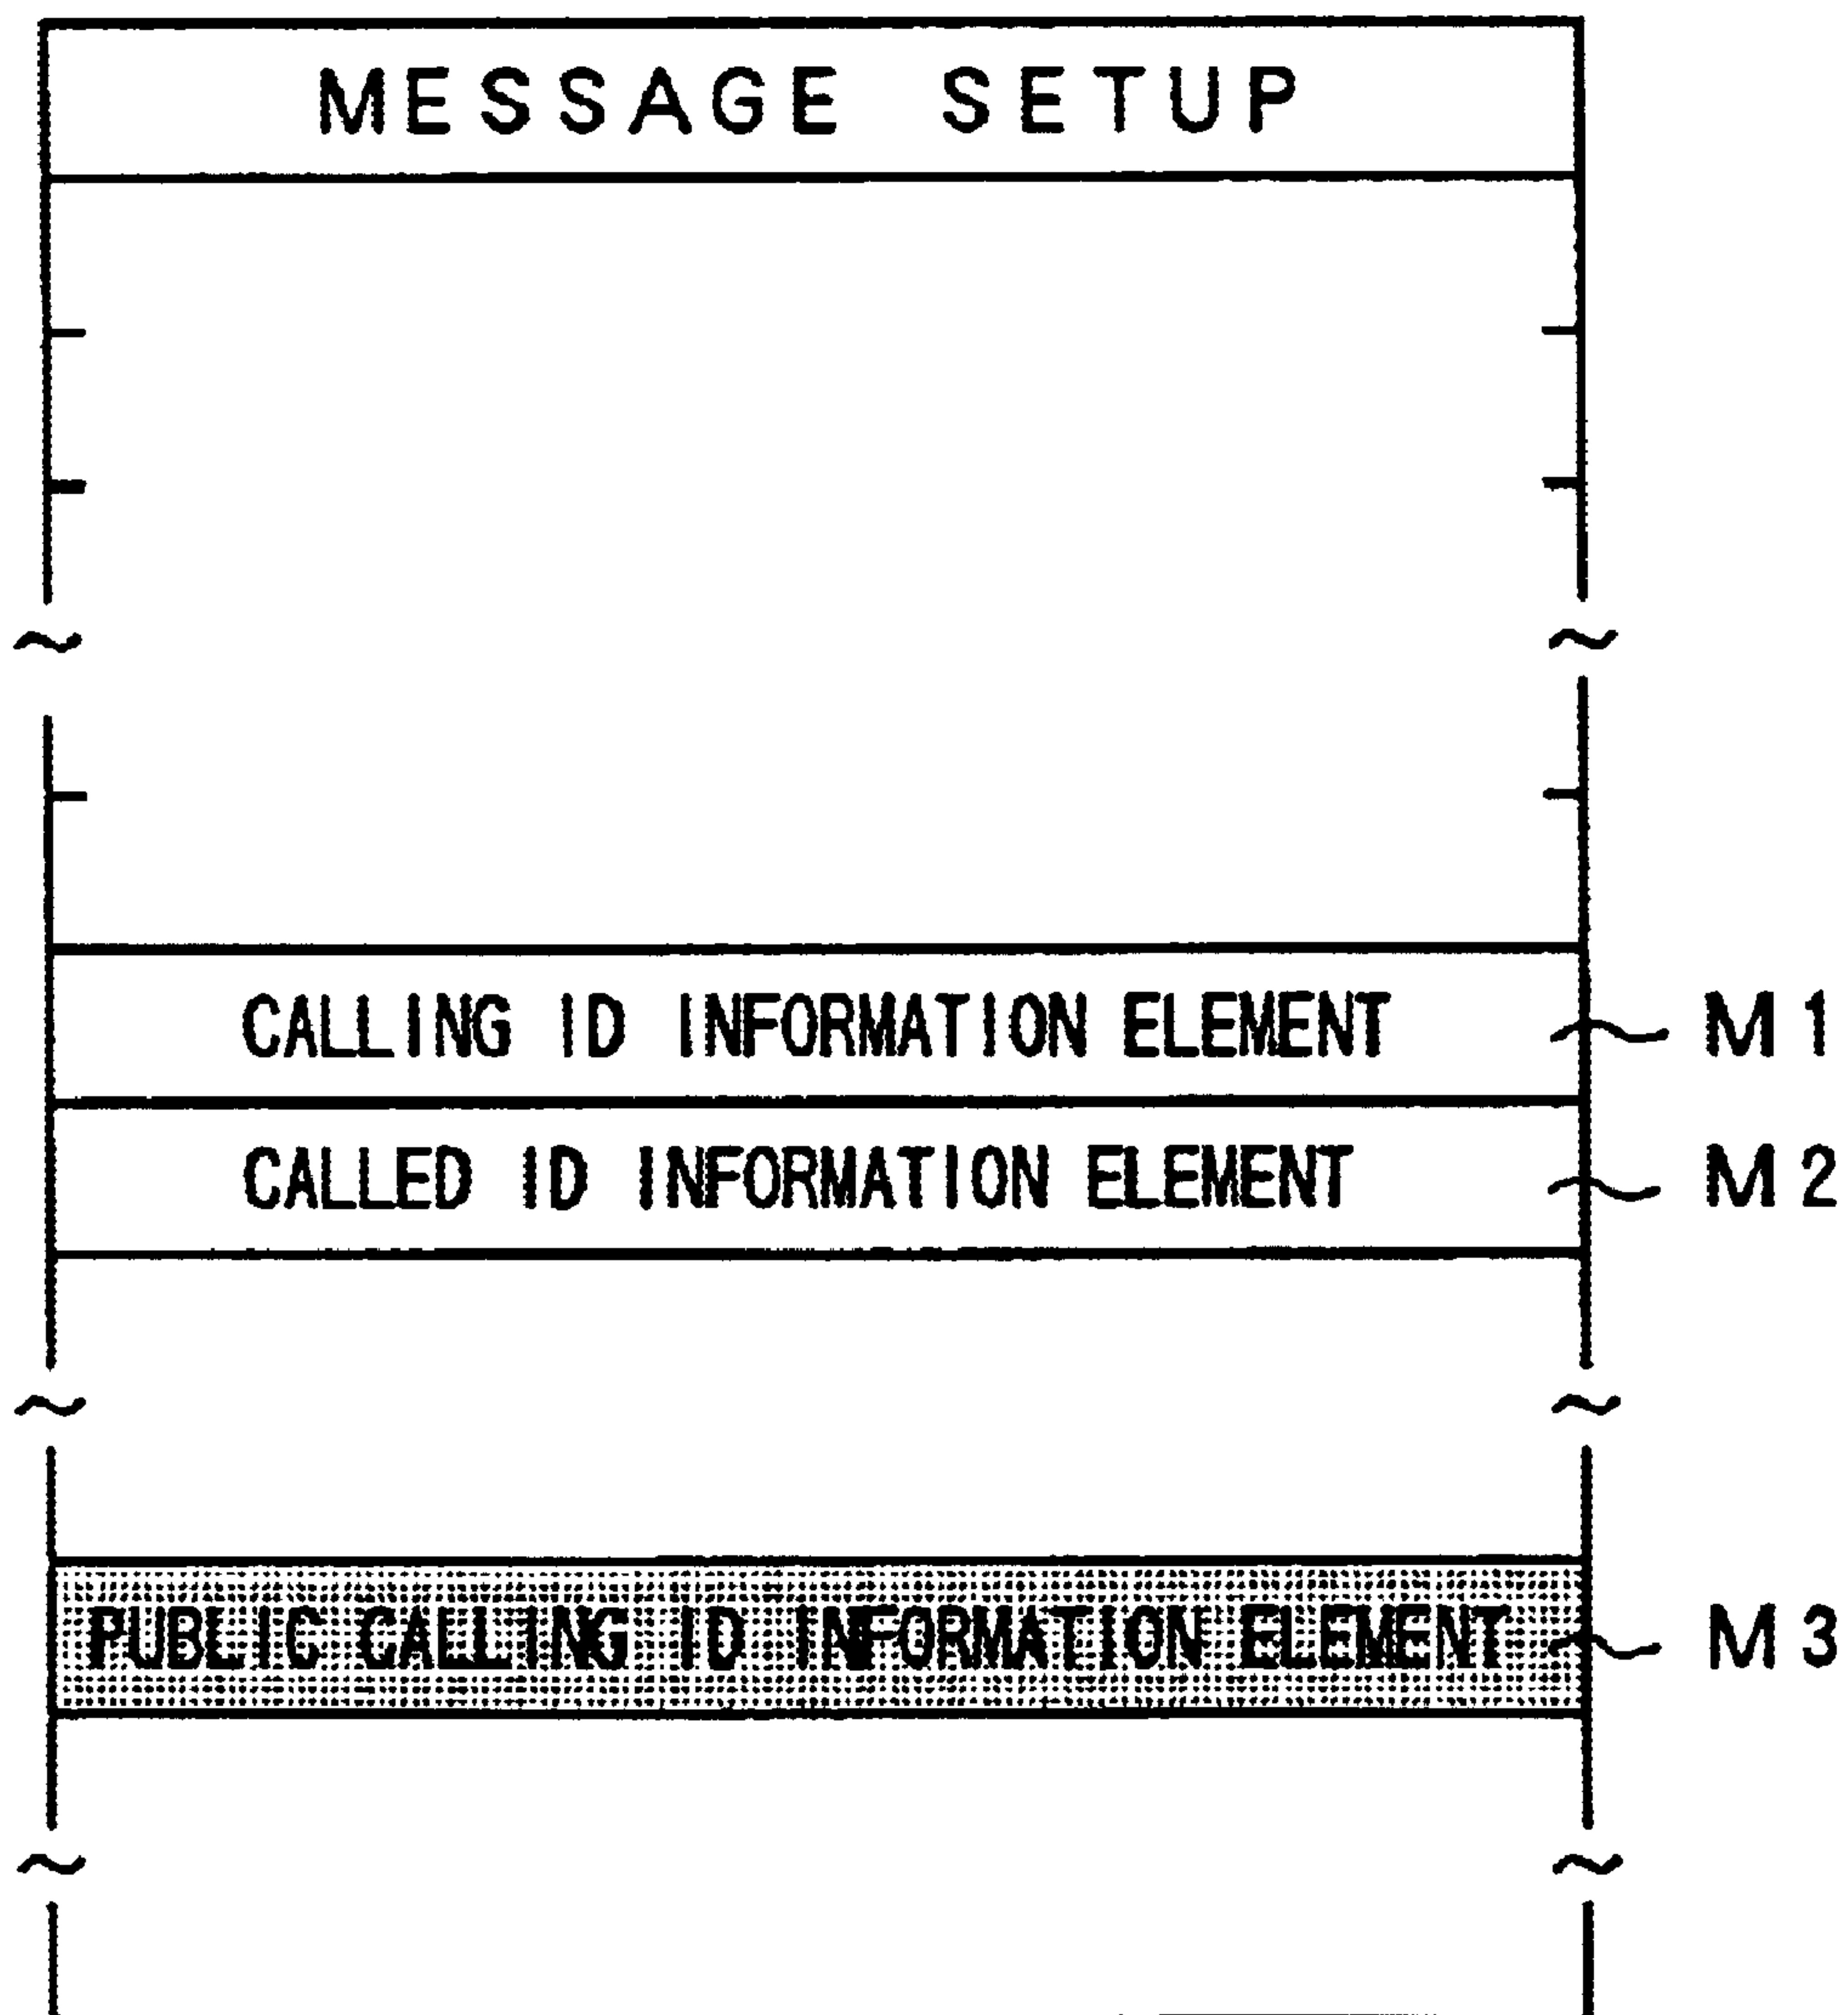 MESSAGE SETUP
CALLING ID INFORMATION ELEMENT M1
CALLED ID INFORMATION ELEMENT M2
PUBLIC CALLING ID INFORMATION ELEMENT M3